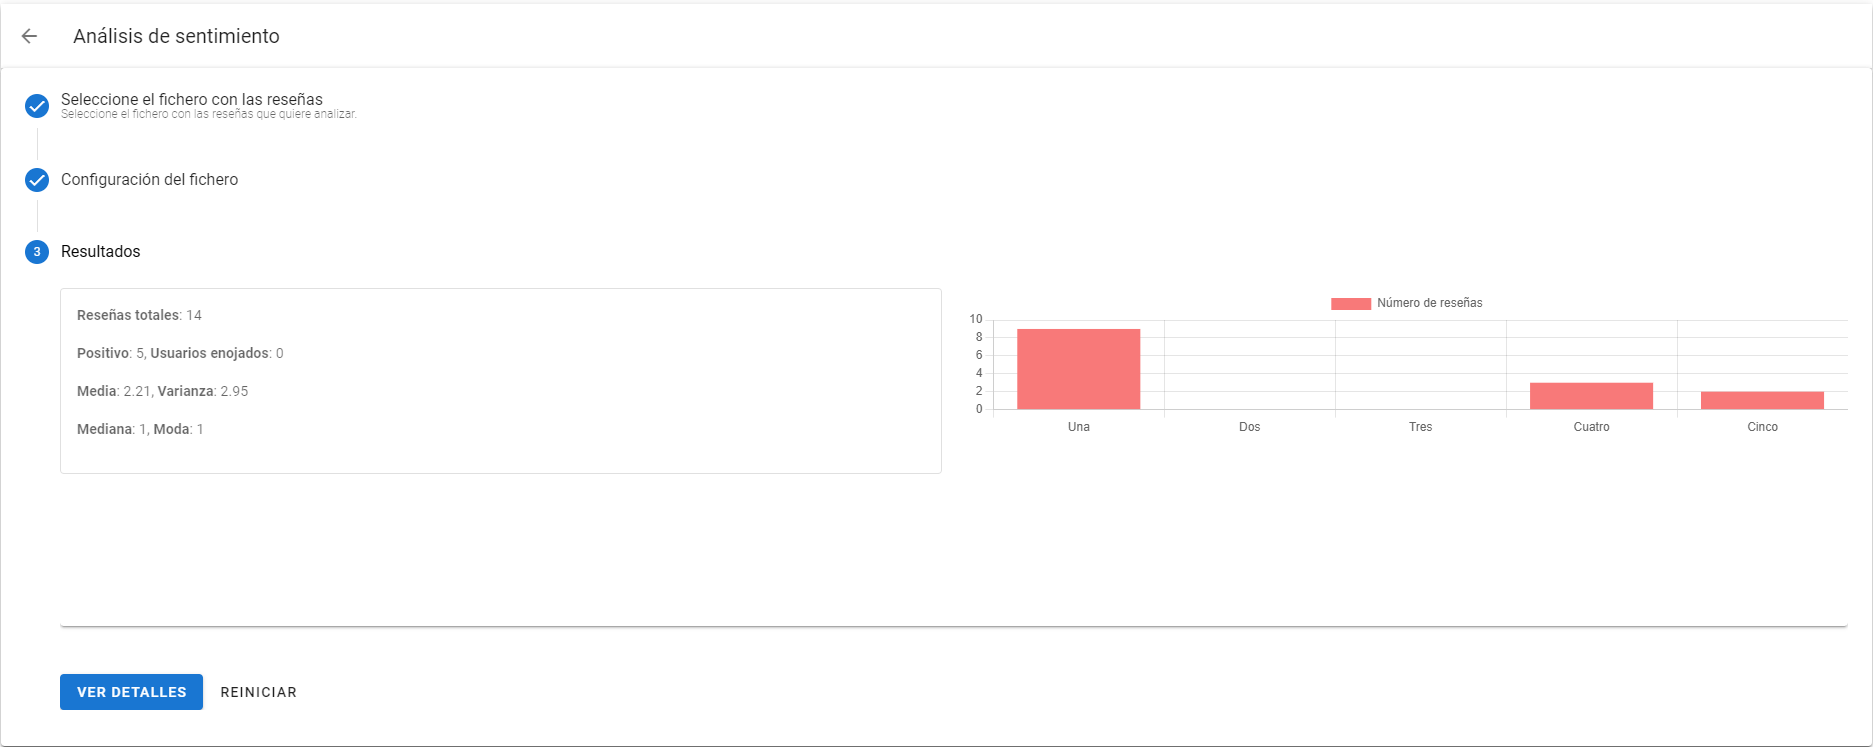 Análisis de sentimiento
Seleccione el fichero con las reseñas
Seleccione el fichero con las reseñas que quiere analizar.
Configuración del fichero
3 Resultados
Reseñas totales: 14
Positivo: 5, Usuarios enojados: 0
Media: 2.21, Varianza: 2.95
Mediana: 1, Moda: 1
Número de reseñas
10
8
6
4
2
0
Una Dos Tres Cuatro Cinco
VER DETALLES REINICIAR